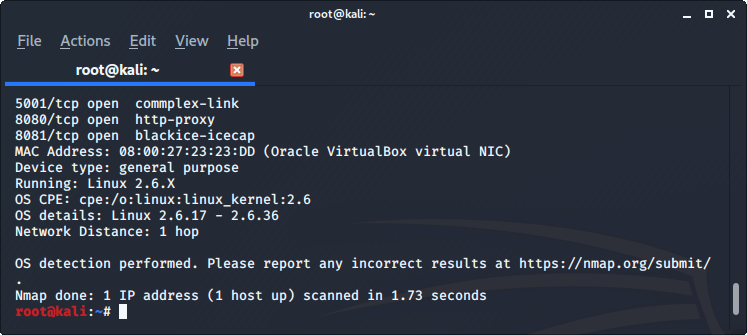 root@kali: ~
File Actions Edit View Help
root@kali: ~
5001/tcp open  commplex-link
8080/tcp open  http-proxy
8081/tcp open  blackice-icecap
MAC Address: 08:00:27:23:23:DD (Oracle VirtualBox virtual NIC)
Device type: general purpose
Running: Linux 2.6.X
OS CPE: cpe:/o:linux:linux_kernel:2.6
OS details: Linux 2.6.17 - 2.6.36
Network Distance: 1 hop
OS detection performed. Please report any incorrect results at https://nmap.org/submit/
.
Nmap done: 1 IP address (1 host up) scanned in 1.73 seconds
root@kali:~#